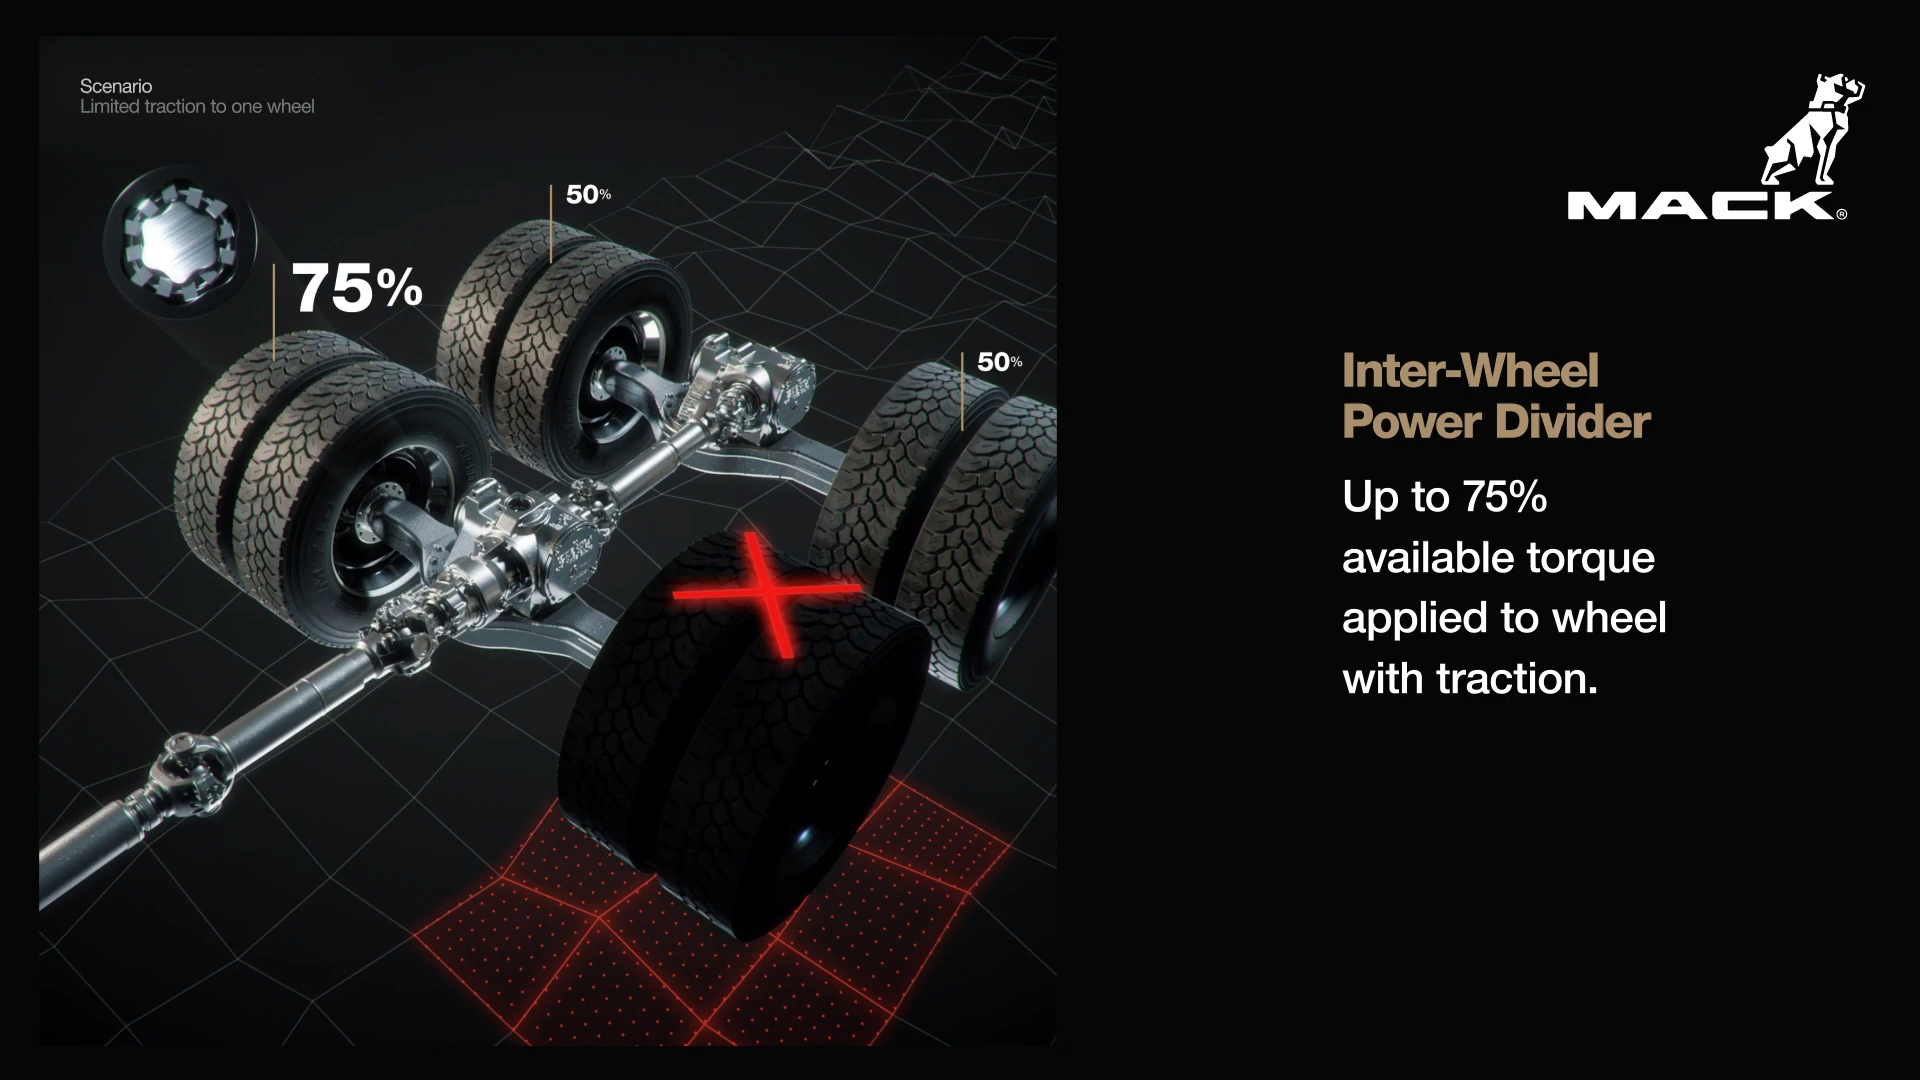 Scenario
Limited traction to one wheel
50%
75%
50%
MACK®
Inter-Wheel
Power Divider
Up to 75%
available torque
applied to wheel
with traction.